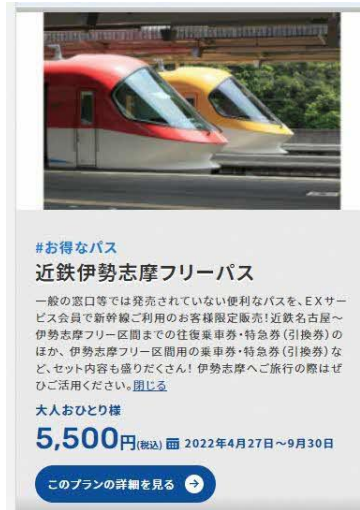 #お得なパス
近鉄伊勢志摩フリーパス
一般の窓口等では発売されていない便利なパスを、EXサー
ビス会員で新幹線ご利用のお客様限定販売！近鉄名古屋～
伊勢志摩フリー区間までの往復乗車券・特急券（引換券）の
ほか、伊勢志摩フリー区間用の乗車券・特急券（引換券）な
ど、セット内容も盛りだくさん！伊勢志摩へご旅行の際はぜ
ひご活用ください。閉じる
大人おひとり様
5,500円(税込) 2022年4月27日～9月30日
このプランの詳細を見る